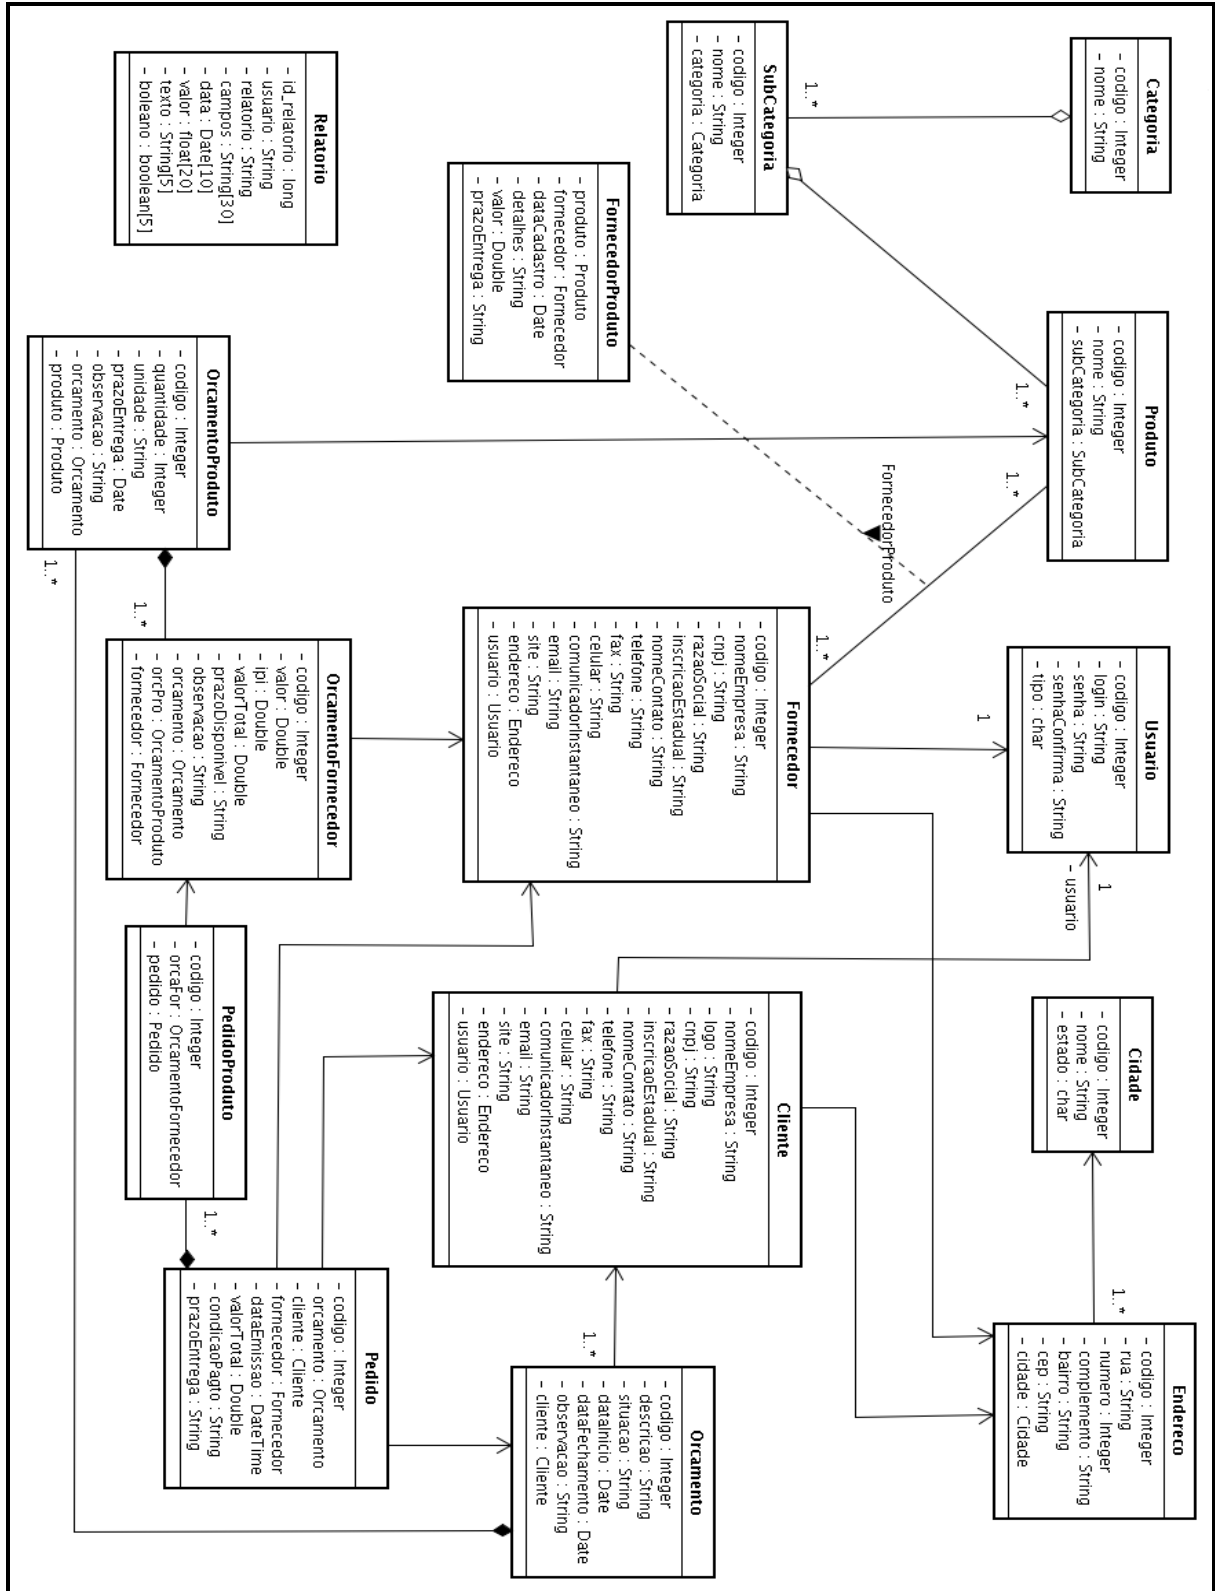 Categoria
- codigo : Integer
- nome : String
1..*
SubCategoria
- codigo : Integer
- nome : String
- categoria : Categoria
Produto
- codigo : Integer
- nome : String
- subCategoria : SubCategoria
1..*
1..*
FornecedorProduto
FornecedorProduto
- produto : Produto
- fornecedor : Fornecedor
- dataCadastro : Date
- detalhes : String
- valor : Double
- prazoEntrega : String
Relatorio
- id_relatorio : long
- usuario : String
- relatorio : String
- campos : String[30]
- data : Date[10]
- valor : float[20]
- texto : String[5]
- boleano : boolean[5]
OrcamentoProduto
- codigo : Integer
- quantidade : Integer
- unidade : String
- prazoEntrega : Date
- observacao : String
- orcamento : Orcamento
- produto : Produto
1..*
1..*
Usuario
- codigo : Integer
- login : String
- senha : String
- senhaConfirma : String
- tipo : char
1
1
- usuario
1..*
Fornecedor
- codigo : Integer
- nomeEmpresa : String
- cnpj : String
- razaoSocial : String
- inscricaoEstadual : String
- nomeContato : String
- telefone : String
- fax : String
- celular : String
- comunicadorInstantaneo : String
- email : String
- site : String
- endereco : Endereco
- usuario : Usuario
OrcamentoFornecedor
- codigo : Integer
- valor : Double
- ipi : Double
- valorTotal : Double
- prazoDisponivel : String
- observacao : String
- orcamento : Orcamento
- orcPro : OrcamentoProduto
- fornecedor : Fornecedor
Cidade
- codigo : Integer
- nome : String
- estado : char
Cliente
- codigo : Integer
- nomeEmpresa : String
- logo : String
- cnpj : String
- razaoSocial : String
- inscricaoEstadual : String
- nomeContato : String
- telefone : String
- fax : String
- celular : String
- comunicadorInstantaneo : String
- email : String
- site : String
- endereco : Endereco
- usuario : Usuario
PedidoProduto
- codigo : Integer
- orcaFor : OrcamentoFornecedor
- pedido : Pedido
1..*
1..*
Endereco
- codigo : Integer
- rua : String
- numero : Integer
- complemento : String
- bairro : String
- cep : String
- cidade : Cidade
1..*
Orcamento
- codigo : Integer
- descricao : String
- situacao : String
- dataInicio : Date
- dataFechamento : Date
- observacao : String
- cliente : Cliente
Pedido
- codigo : Integer
- orcamento : Orcamento
- cliente : Cliente
- fornecedor : Fornecedor
- dataEmissao : DateTime
- valorTotal : Double
- condicaoPagto : String
- prazoEntrega : String